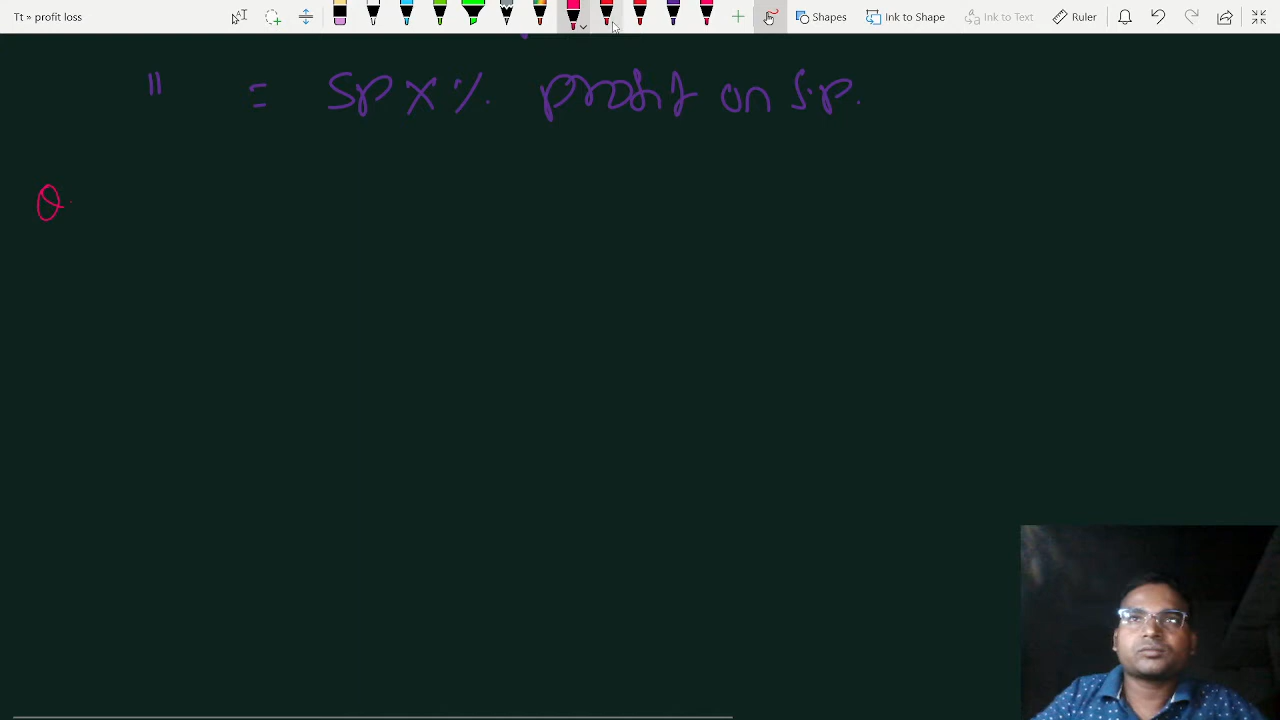 Tt » profit loss
Shapes
Ink to Shape
Ink to Text
Ruler
" = SP X %. profit on S.P.
Q.